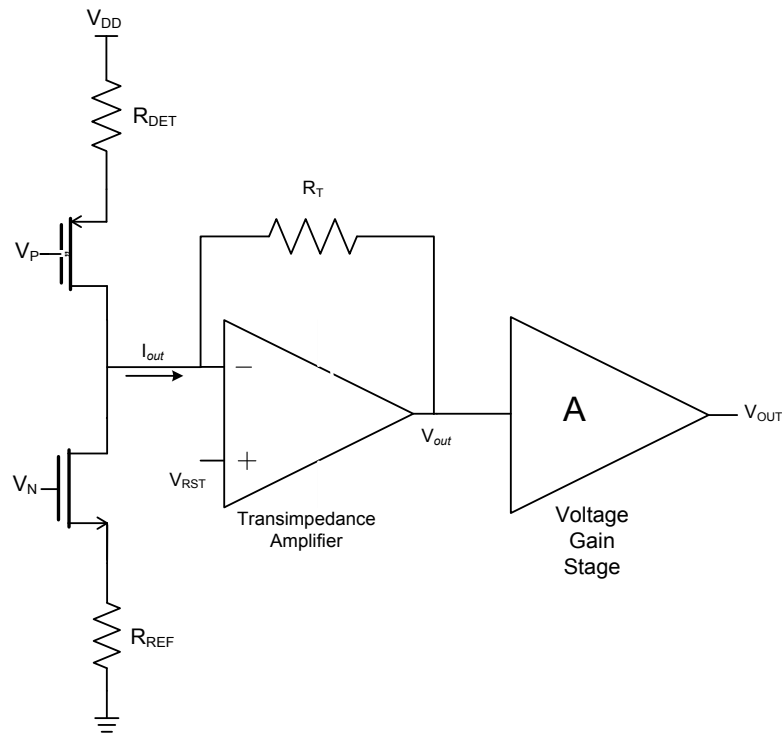 V_DD
R_DET
R_T
V_P
I_out
−
A
V_OUT
V_out
+
V_RST
V_N
Transimpedance
Amplifier
Voltage
Gain
Stage
R_REF